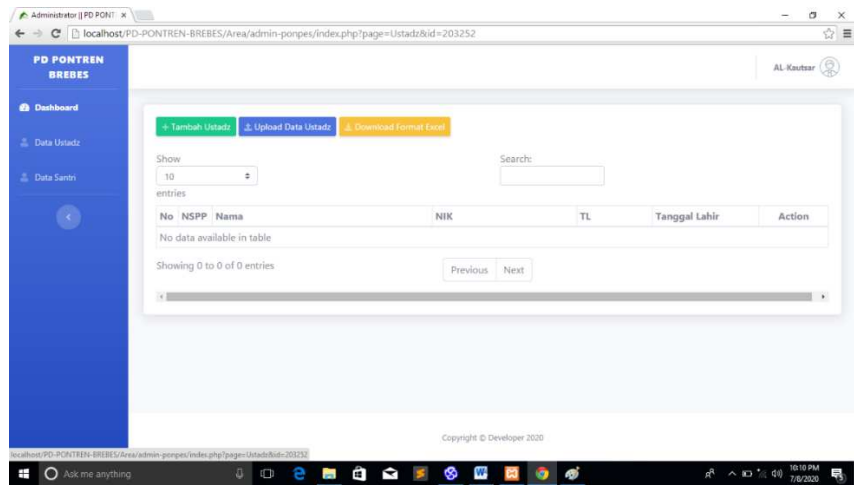 Administrator || PD PONT
localhost/PD-PONTREN-BREBES/Area/admin-ponpes/index.php?page=Ustadz&id=203252
PD PONTREN
BREBES
AL-Kautsar
Dashboard
Data Ustadz
Data Santri
+ Tambah Ustadz Upload Data Ustadz Download Format Excel
Show
10
entries
Search:
No NSPP Nama NIK TL Tanggal Lahir Action
No data available in table
Showing 0 to 0 of 0 entries
Previous Next
Copyright © Developer 2020
localhost/PD-PONTREN-BREBES/Area/admin-ponpes/index.php?page=Ustadz&id=203252
Ask me anything
10:10 PM
7/8/2020